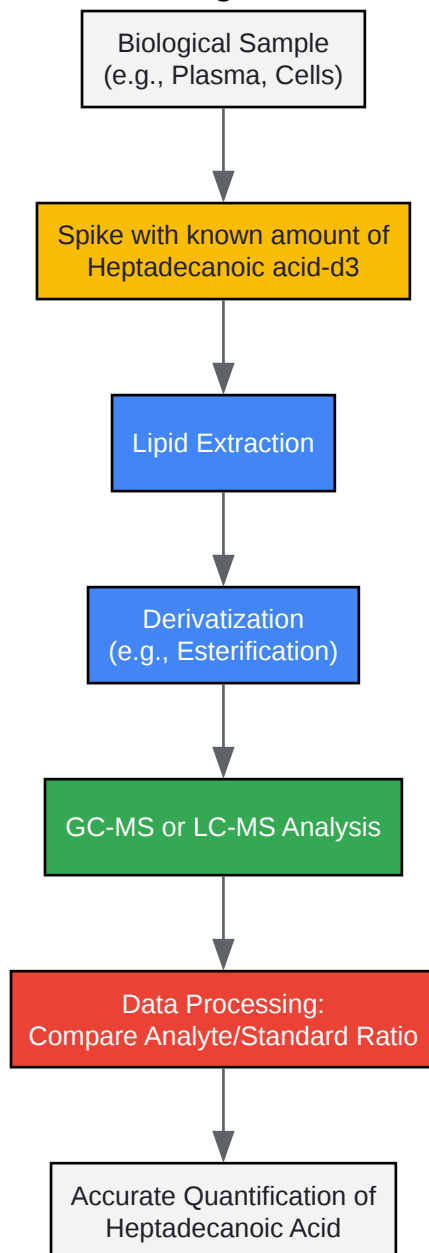 Biological Sample
(e.g., Plasma, Cells)
Spike with known amount of
Heptadecanoic acid-d3
Lipid Extraction
Derivatization
(e.g., Esterification)
GC-MS or LC-MS Analysis
Data Processing:
Compare Analyte/Standard Ratio
Accurate Quantification of
Heptadecanoic Acid